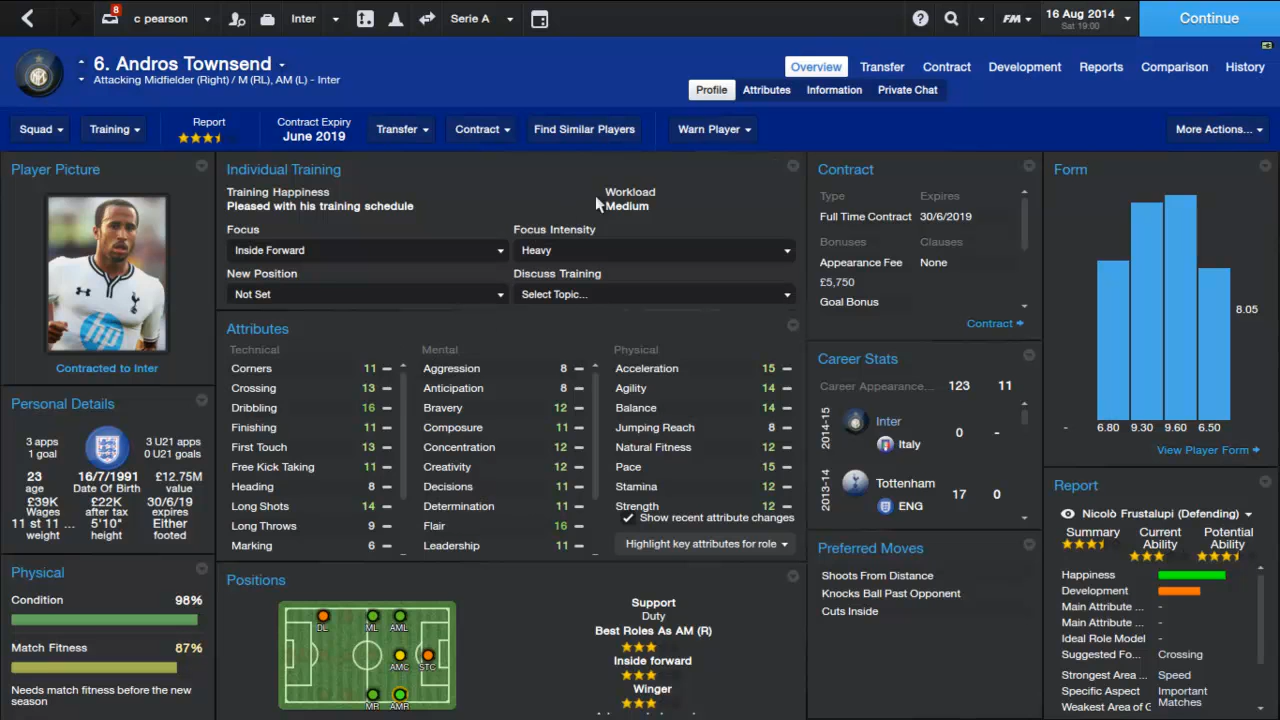 8
c pearson
Inter
Serie A
FM
16 Aug 2014
Sat 19:00
Continue
6. Andros Townsend
Attacking Midfielder (Right) / M (RL), AM (L) - Inter
Overview Transfer Contract Development Reports Comparison History
Profile Attributes Information Private Chat
Squad
Training
Report
Contract Expiry
June 2019
Transfer
Contract
Find Similar Players
Warn Player
More Actions...
Player Picture
Contracted to Inter
Personal Details
3 apps
1 goal
3 U21 apps
0 U21 goals
23
age
16/7/1991
Date Of Birth
£12.75M
value
£39K
Wages
£22K
after tax
30/6/19
expires
11 st 11 ...
weight
5'10"
height
Either
footed
Physical
Condition 98%
Match Fitness 87%
Needs match fitness before the new
season
Individual Training
Training Happiness
Pleased with his training schedule
Workload
Medium
Focus
Inside Forward
Focus Intensity
Heavy
New Position
Not Set
Discuss Training
Select Topic...
Attributes
Technical
Corners 11
Crossing 13
Dribbling 16
Finishing 11
First Touch 13
Free Kick Taking 11
Heading 8
Long Shots 14
Long Throws 9
Marking 6
Mental
Aggression 8
Anticipation 8
Bravery 12
Composure 11
Concentration 12
Creativity 12
Decisions 11
Determination 11
Flair 16
Leadership 11
Physical
Acceleration 15
Agility 14
Balance 14
Jumping Reach 8
Natural Fitness 12
Pace 15
Stamina 12
Strength 12
Show recent attribute changes
Highlight key attributes for role
Positions
DL
ML
AML
AMC
STC
MR
AMR
Support
Duty
Best Roles As AM (R)
Inside forward
Winger
Contract
Type Expires
Full Time Contract 30/6/2019
Bonuses Clauses
Appearance Fee None
£5,750
Goal Bonus
Contract
Career Stats
Career Appearance... 123 11
2014-15
Inter 0 -
Italy
2013-14
Tottenham 17 0
ENG
Preferred Moves
Shoots From Distance
Knocks Ball Past Opponent
Cuts Inside
Form
8.05
- 6.80 9.30 9.60 6.50
View Player Form
Report
Nicolò Frustalupi (Defending)
Summary
Current
Ability
Potential
Ability
Happiness
Development
Main Attribute ... -
Main Attribute ... -
Ideal Role Model -
Suggested Fo... Crossing
Strongest Area ... Speed
Specific Aspect Important
Matches
Weakest Area of G